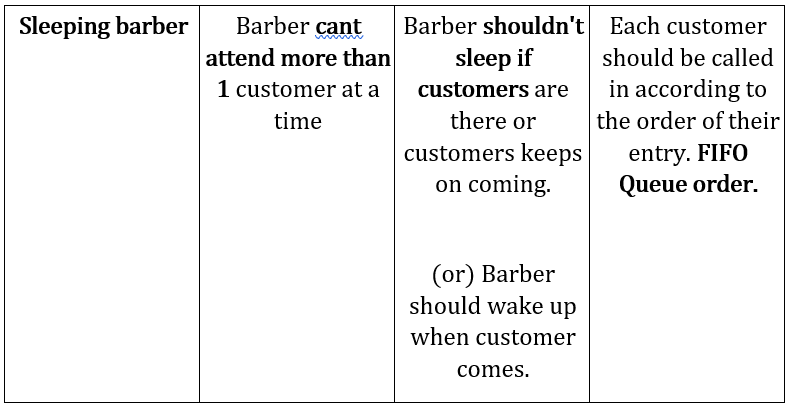 Sleeping barber
Barber cant
attend more than
1 customer at a
time
Barber shouldn't
sleep if
customers are
there or
customers keeps
on coming.
(or) Barber
should wake up
when customer
comes.
Each customer
should be called
in according to
the order of their
entry. FIFO
Queue order.